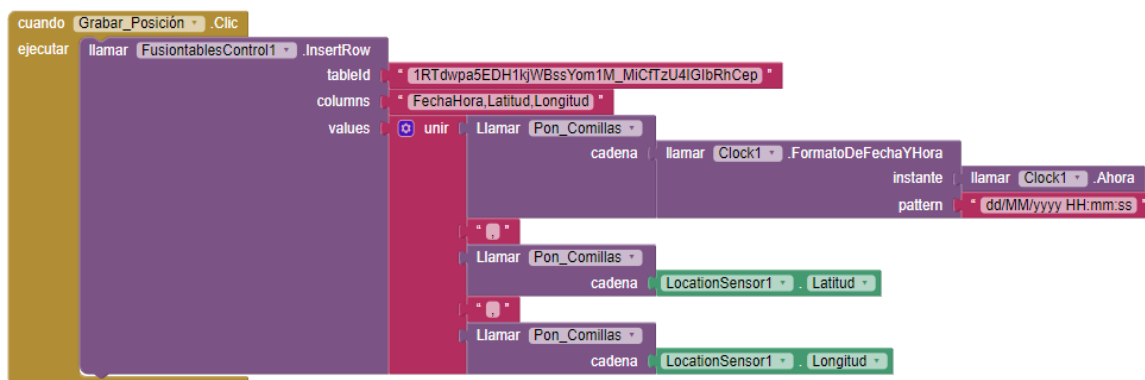 cuando Grabar_Posición .Clic
ejecutar llamar FusiontablesControl1 .InsertRow
tableId " 1RTdwpa5EDH1kjWBssYom1M_MiCfTzU4IGIbRhCep "
columns " FechaHora,Latitud,Longitud "
values unir Llamar Pon_Comillas
cadena llamar Clock1 .FormatoDeFechaYHora
instante llamar Clock1 .Ahora
pattern " dd/MM/yyyy HH:mm:ss "
" , "
Llamar Pon_Comillas
cadena LocationSensor1 . Latitud
" , "
Llamar Pon_Comillas
cadena LocationSensor1 . Longitud